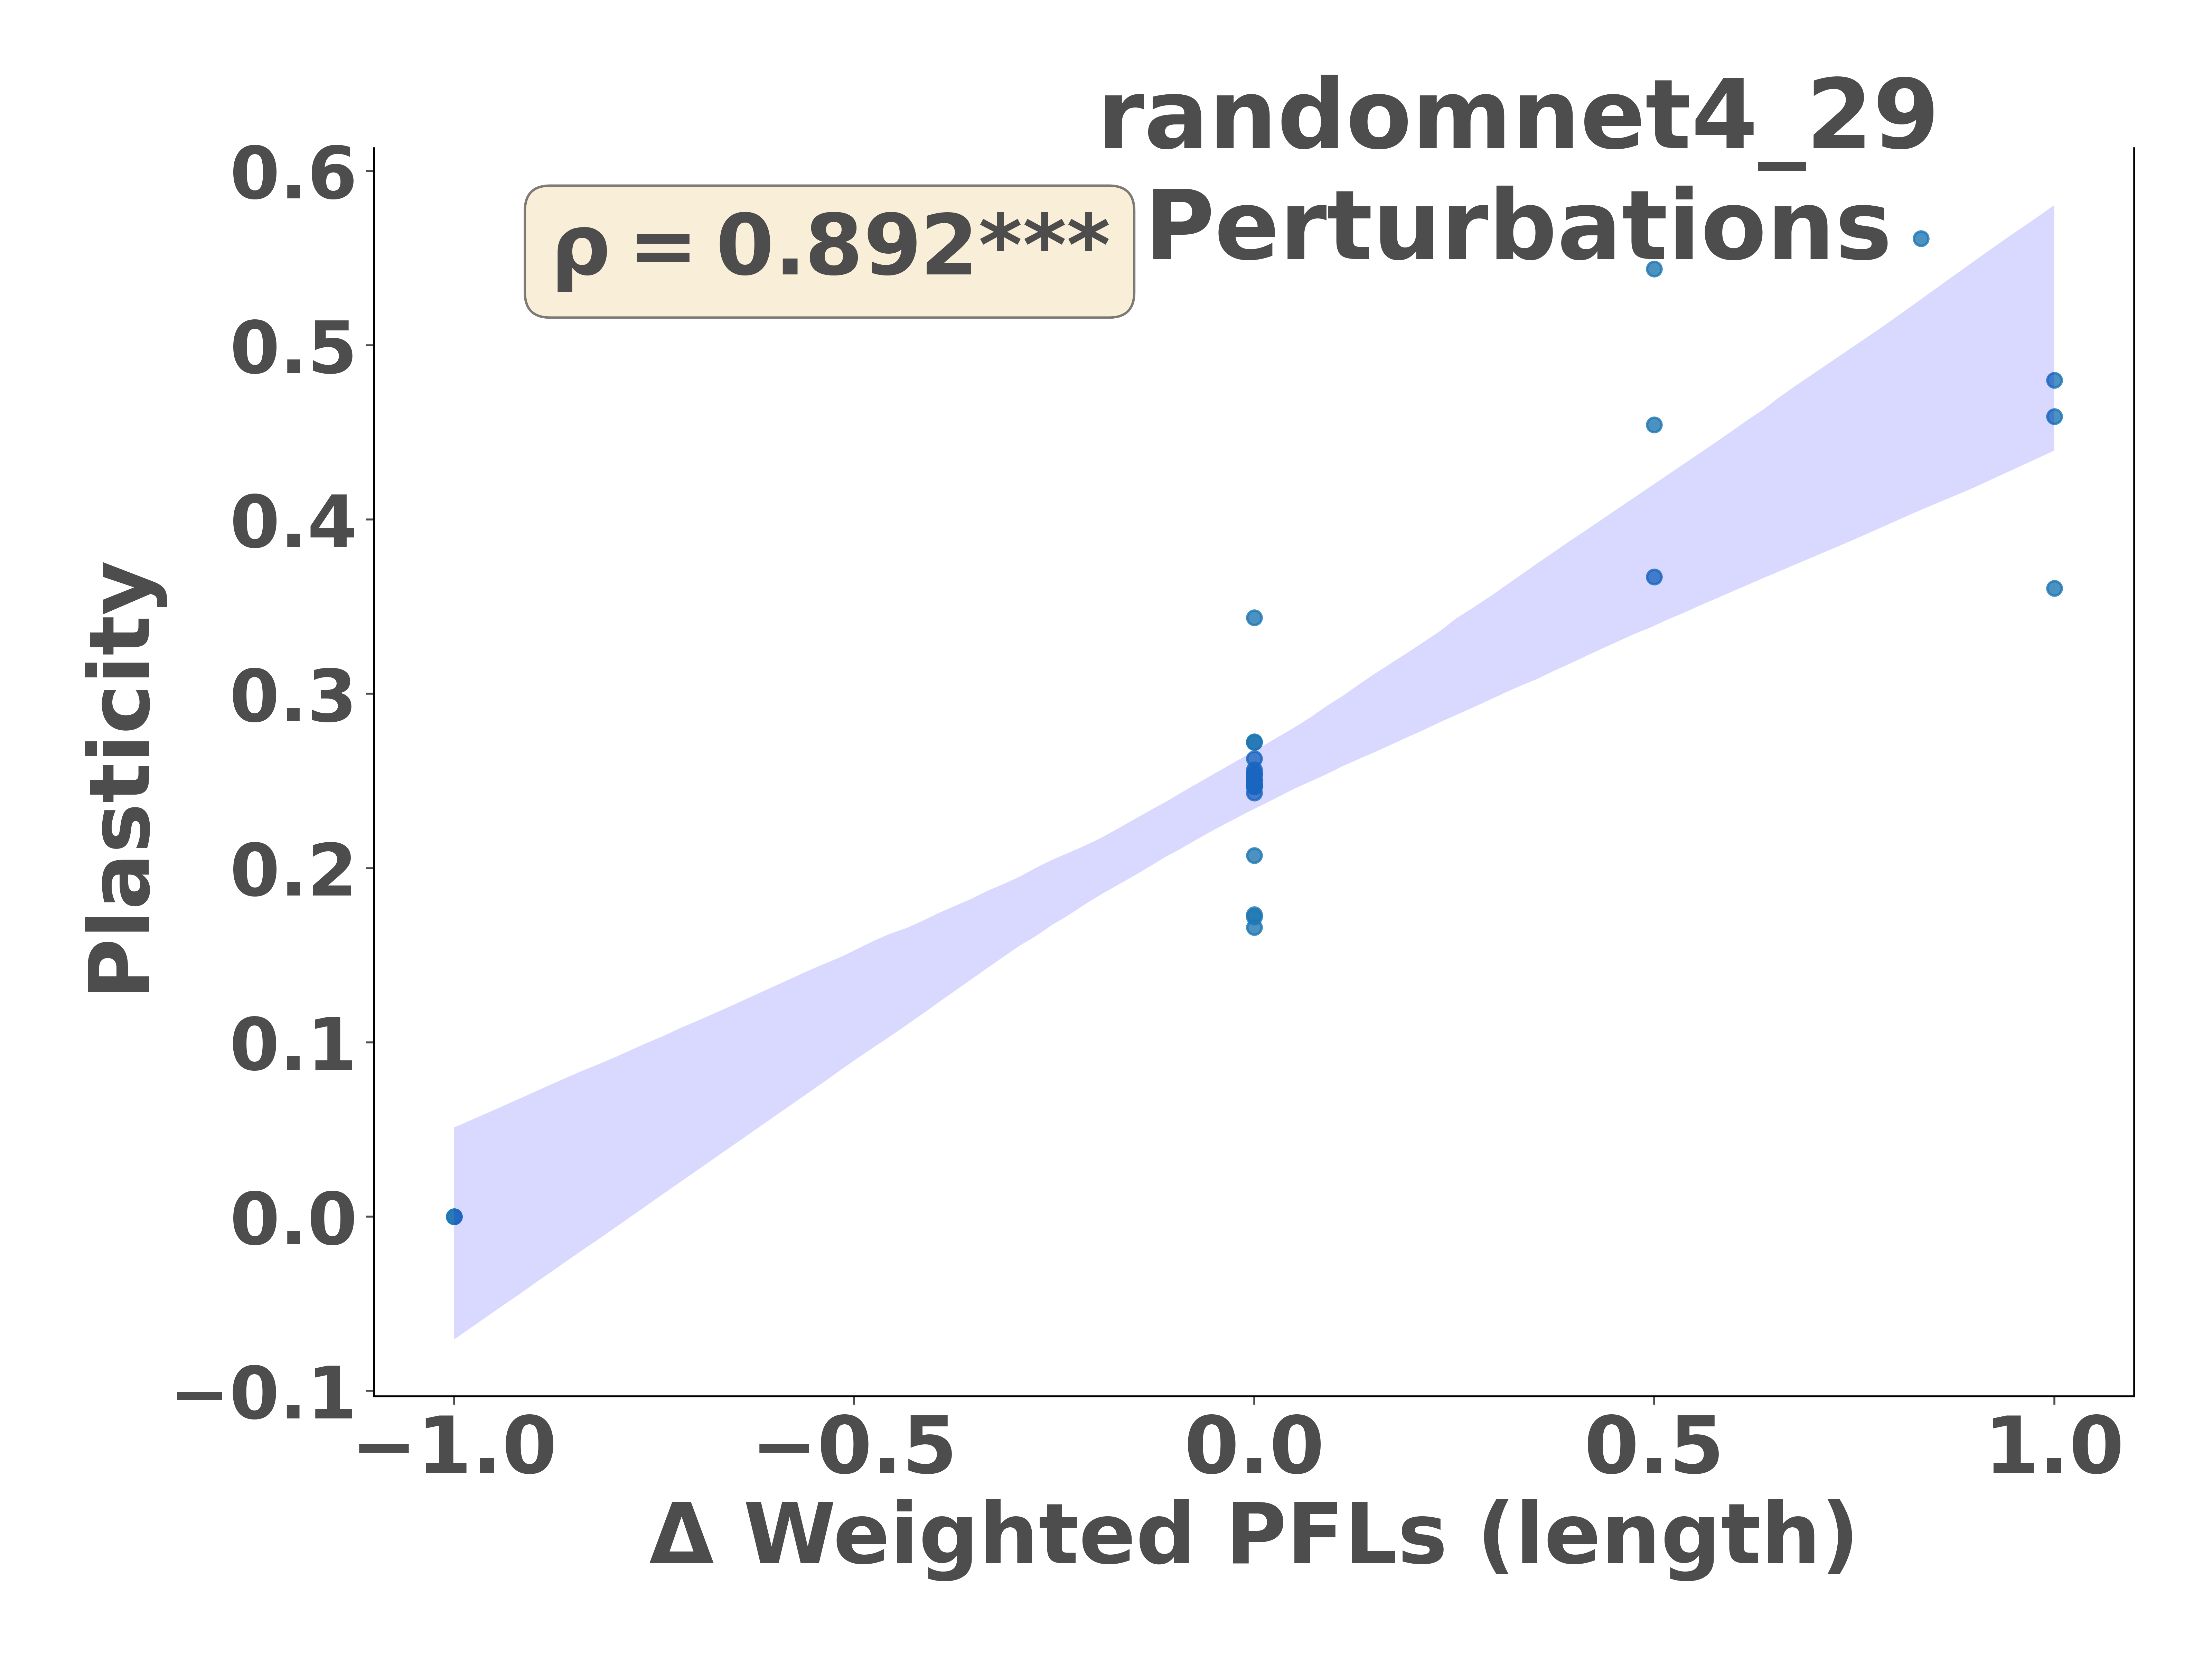 randomnet4_29
Perturbations
ρ = 0.892***
0.6
0.5
0.4
0.3
0.2
0.1
0.0
−0.1
Plasticity
−1.0
−0.5
0.0
0.5
1.0
Δ Weighted PFLs (length)